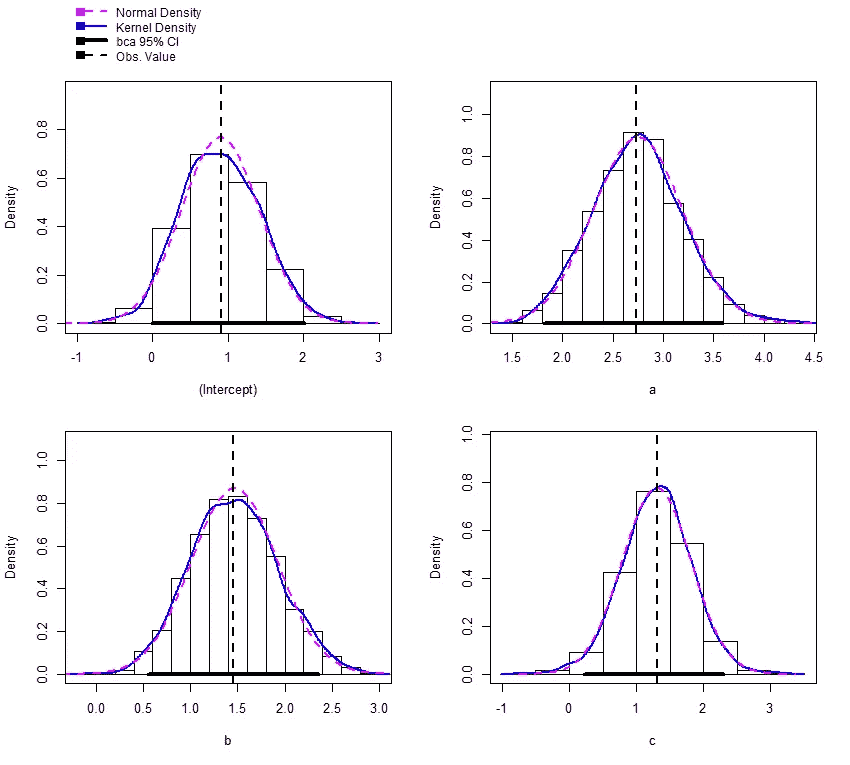 Normal Density
Kernel Density
bca 95% CI
Obs. Value
Density
0.0 0.2 0.4 0.6 0.8
-1 0 1 2 3
(Intercept)
Density
0.0 0.2 0.4 0.6 0.8 1.0
1.5 2.0 2.5 3.0 3.5 4.0 4.5
a
Density
0.0 0.2 0.4 0.6 0.8 1.0
0.0 0.5 1.0 1.5 2.0 2.5 3.0
b
Density
0.0 0.2 0.4 0.6 0.8 1.0
-1 0 1 2 3
c